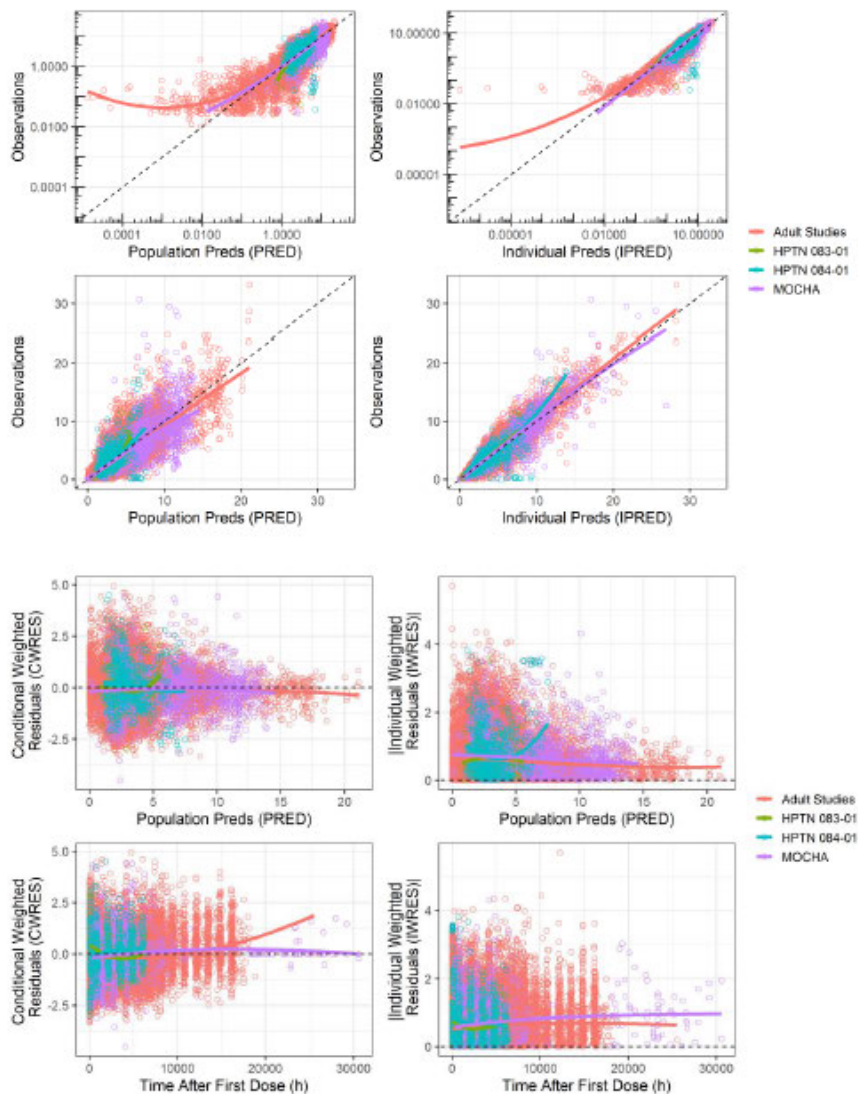 1.0000
0.0100
0.0001
Observations
0.0001 0.0100 1.0000
Population Preds (PRED)
10.00000
0.01000
0.00001
Observations
0.00001 0.01000 10.00000
Individual Preds (IPRED)
30
20
10
0
Observations
0 10 20 30
Population Preds (PRED)
30
20
10
0
Observations
0 10 20 30
Individual Preds (IPRED)
Adult Studies
HPTN 083-01
HPTN 084-01
MOCHA
5.0
2.5
0.0
-2.5
Conditional Weighted
Residuals (CWRES)
0 5 10 15 20
Population Preds (PRED)
4
2
0
|Individual Weighted
Residuals (IWRES)|
0 5 10 15 20
Population Preds (PRED)
5.0
2.5
0.0
-2.5
Conditional Weighted
Residuals (CWRES)
0 10000 20000 30000
Time After First Dose (h)
4
2
0
|Individual Weighted
Residuals (IWRES)|
0 10000 20000 30000
Time After First Dose (h)
Adult Studies
HPTN 083-01
HPTN 084-01
MOCHA